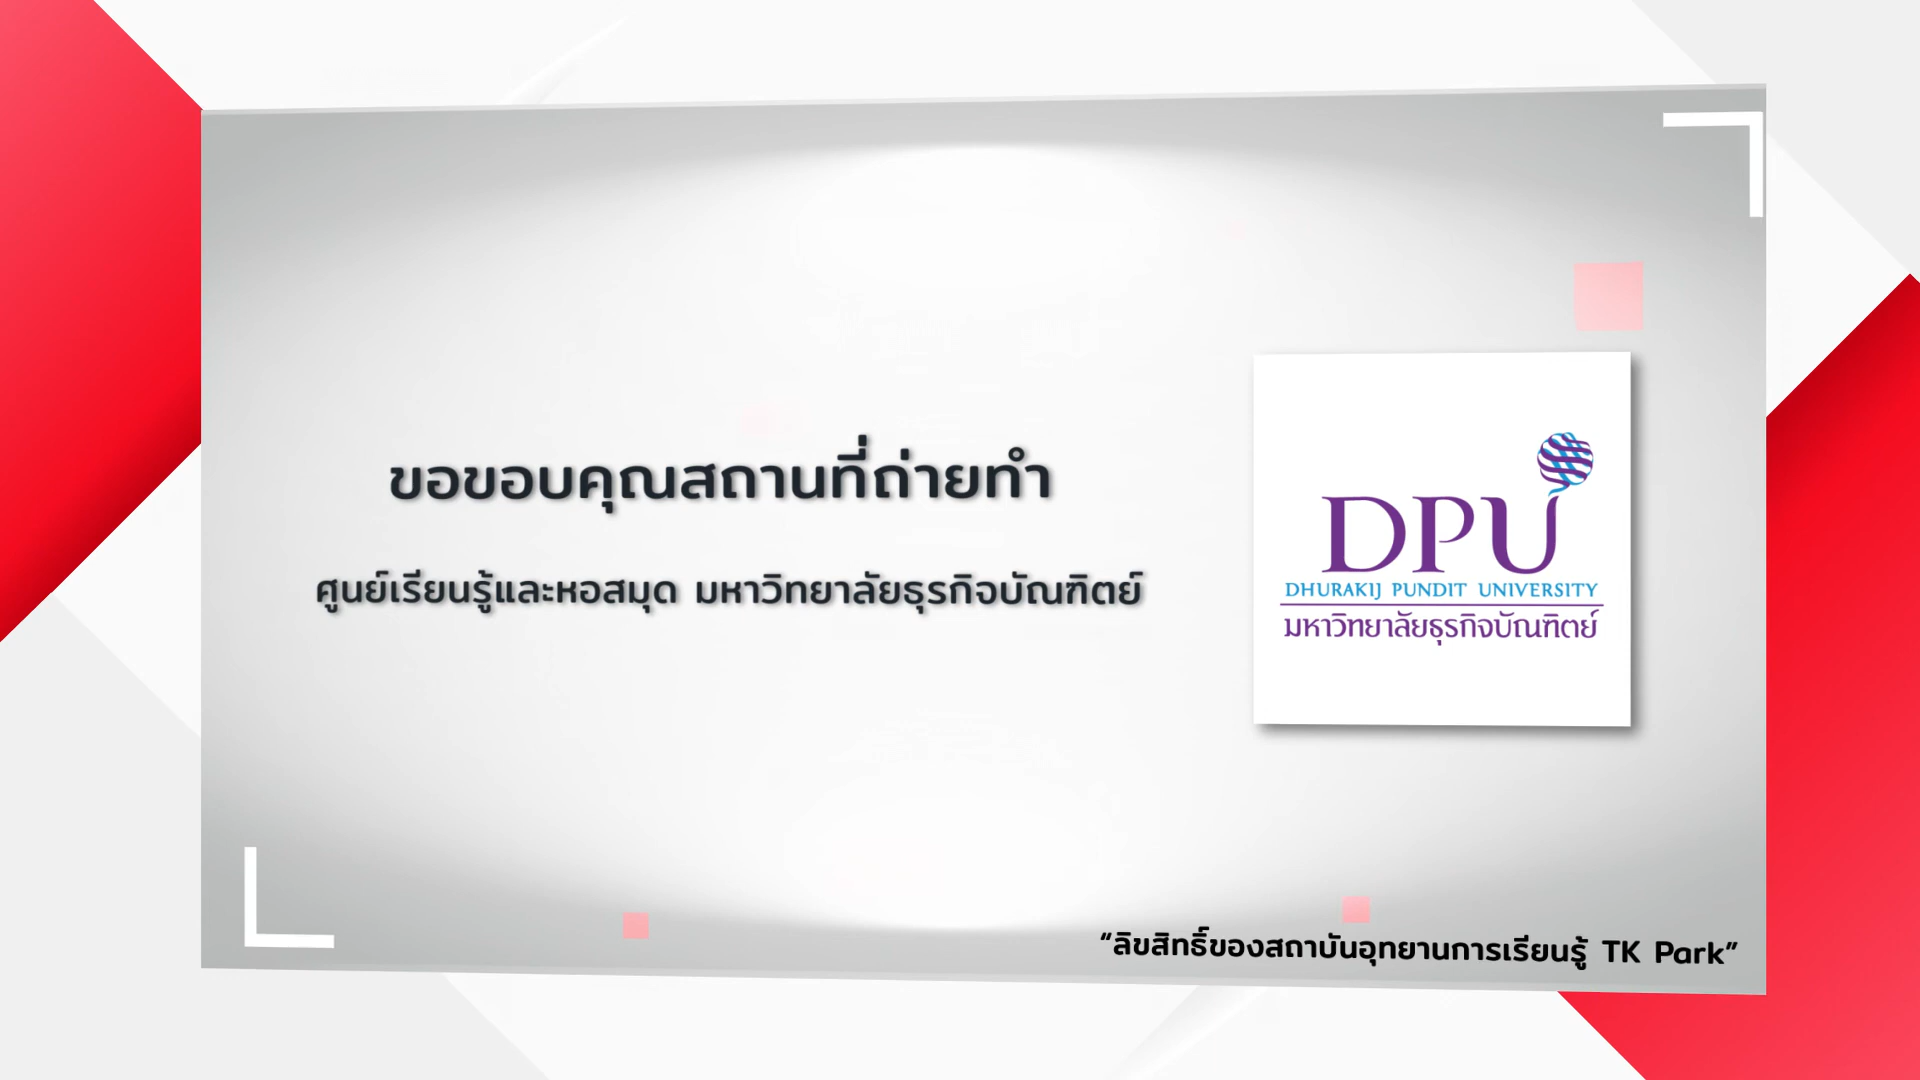 ขอขอบคุณสถานที่ถ่ายทำ
ศูนย์เรียนรู้และหอสมุด มหาวิทยาลัยธุรกิจบัณฑิตย์
DPU
DHURAKIJ PUNDIT UNIVERSITY
มหาวิทยาลัยธุรกิจบัณฑิตย์
“ลิขสิทธิ์ของสถาบันอุทยานการเรียนรู้ TK Park”